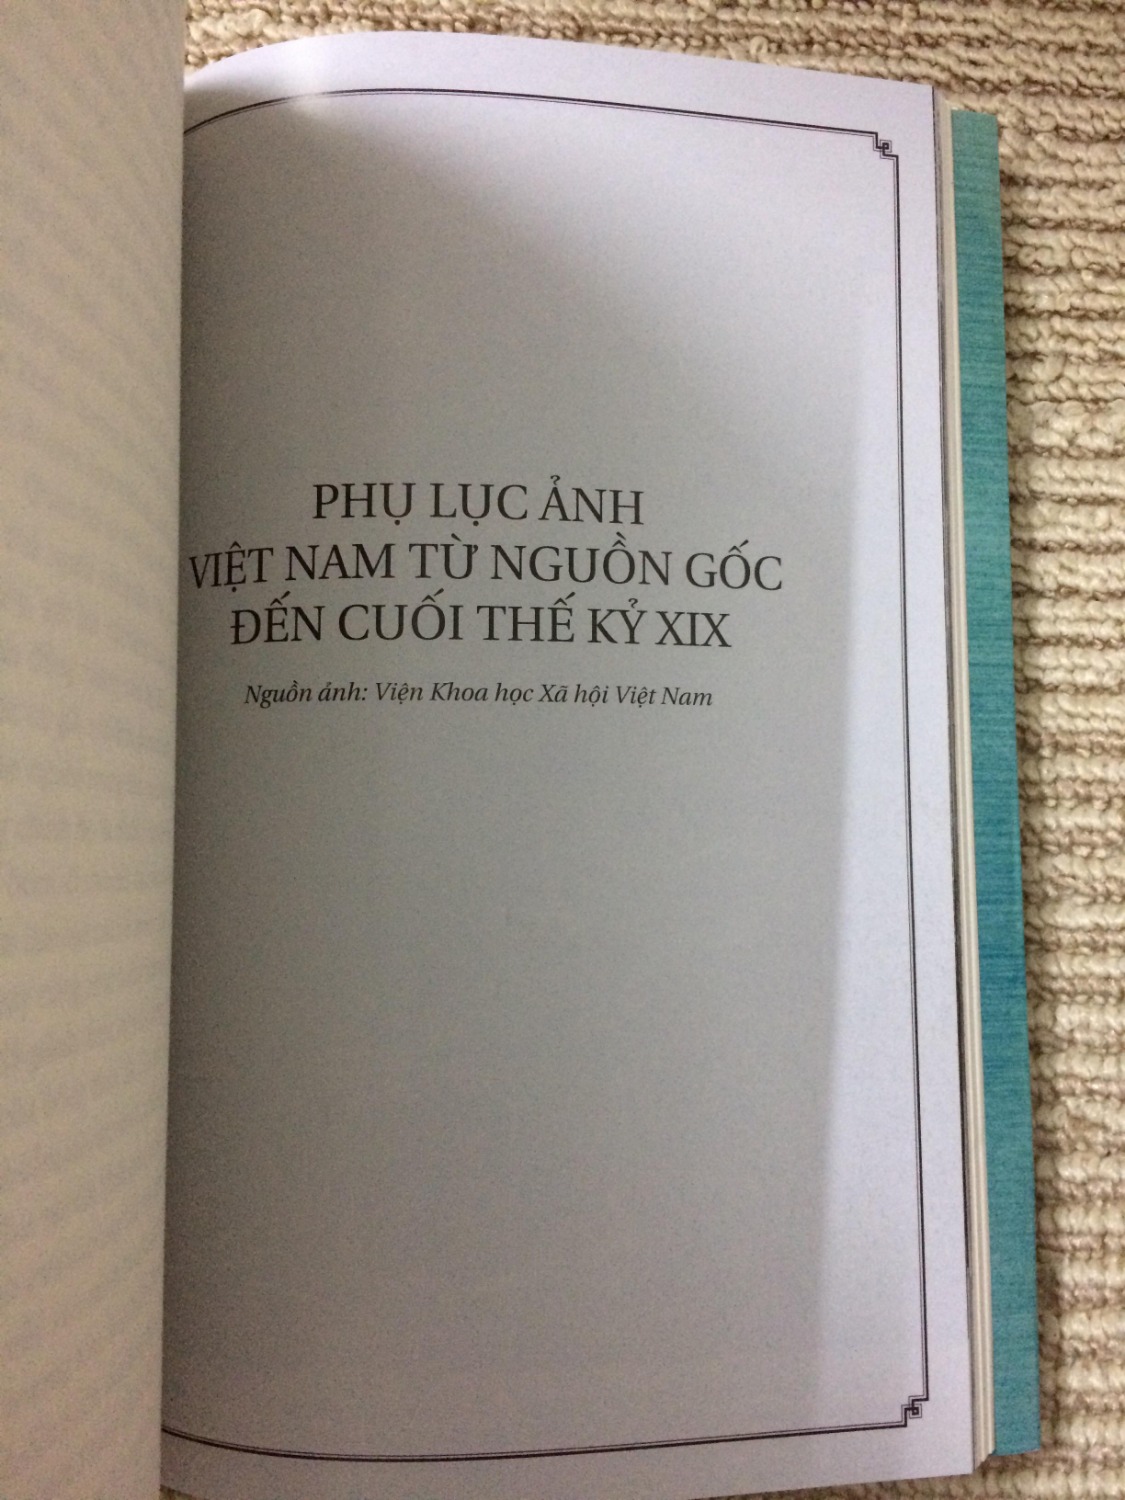 PHỤ LỤC ẢNH
VIỆT NAM TỪ NGUỒN GỐC
ĐẾN CUỐI THẾ KỶ XIX
Nguồn ảnh: Viện Khoa học Xã hội Việt Nam